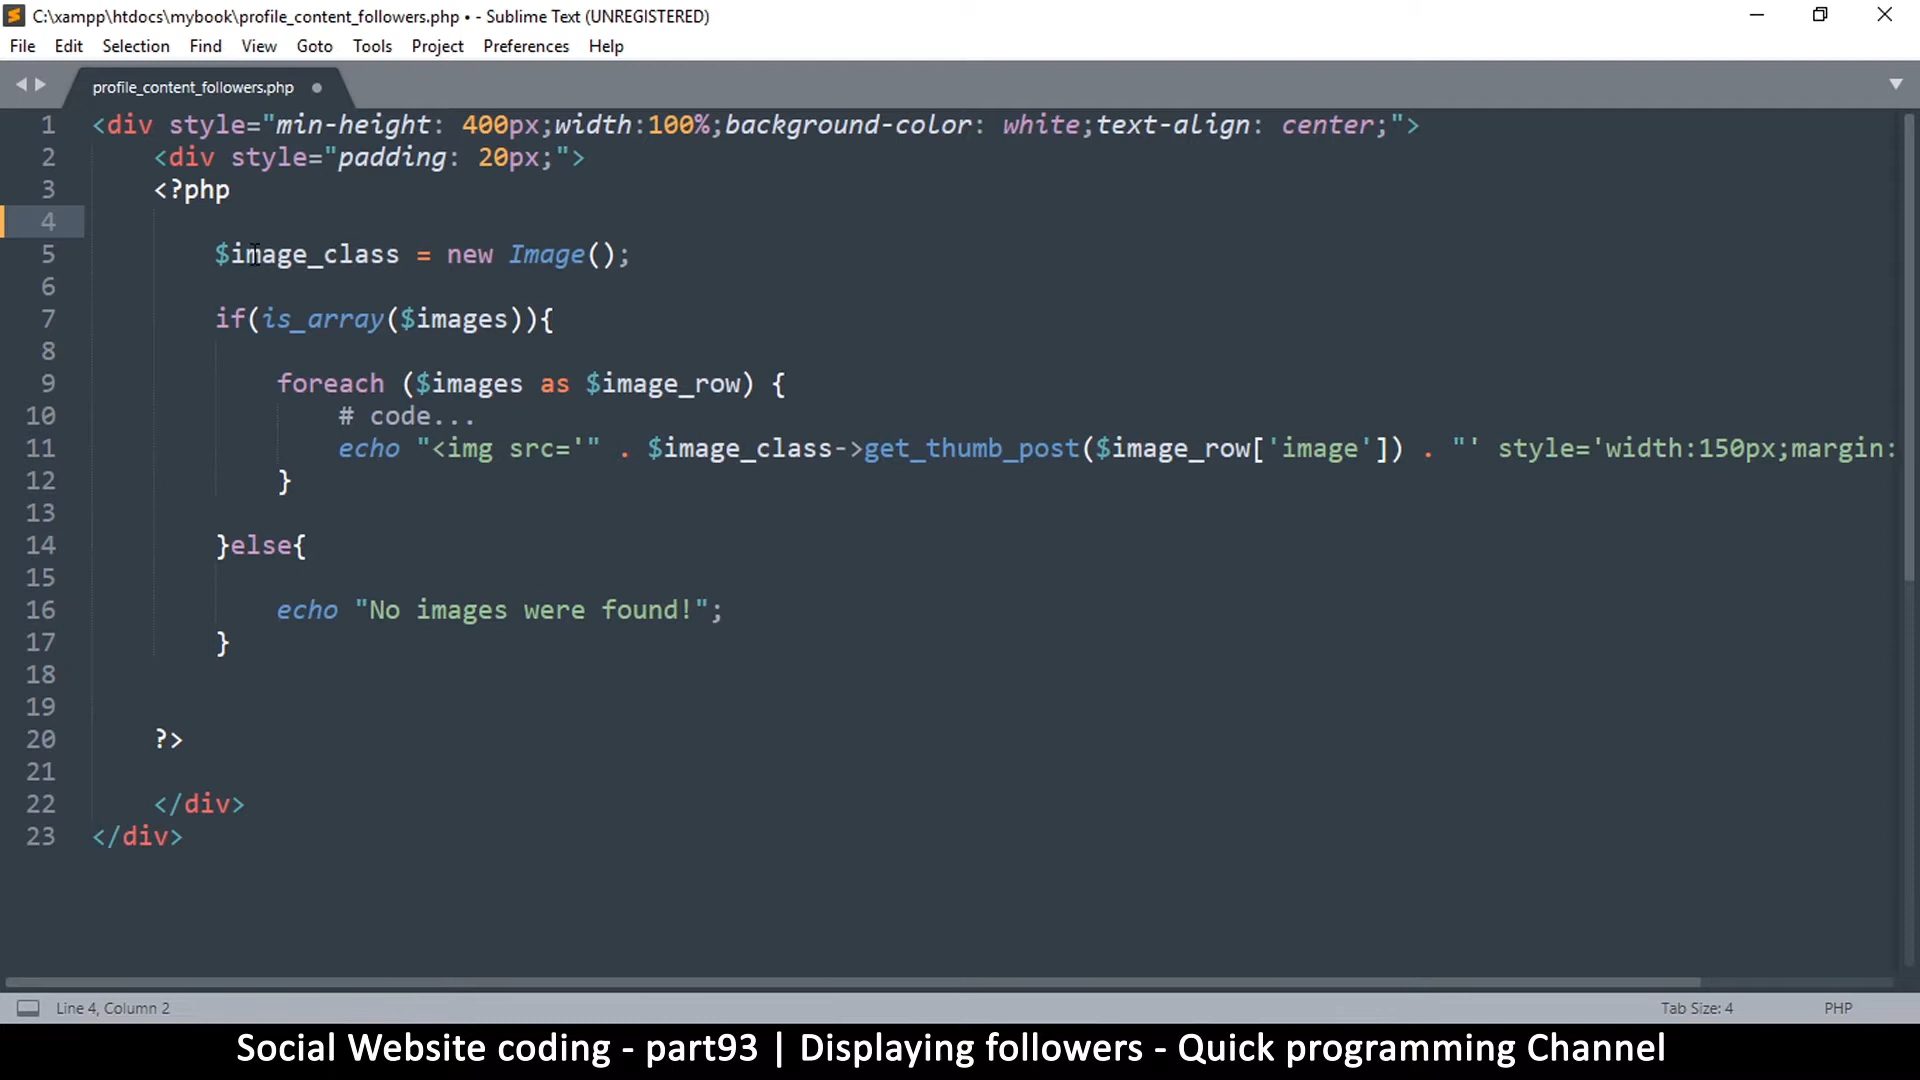 C:\xampp\htdocs\mybook\profile_content_followers.php • - Sublime Text (UNREGISTERED)
File Edit Selection Find View Goto Tools Project Preferences Help
profile_content_followers.php
1 <div style="min-height: 400px;width:100%;background-color: white;text-align: center;">
2 <div style="padding: 20px;">
3 <?php
4
5 $image_class = new Image();
6
7 if(is_array($images)){
8
9 foreach ($images as $image_row) {
10 # code...
11 echo "<img src='" . $image_class->get_thumb_post($image_row['image']) . "' style='width:150px;margin:
12 }
13
14 }else{
15
16 echo "No images were found!";
17 }
18
19
20 ?>
21
22 </div>
23 </div>
Line 4, Column 2 Tab Size: 4 PHP
Social Website coding - part93 | Displaying followers - Quick programming Channel